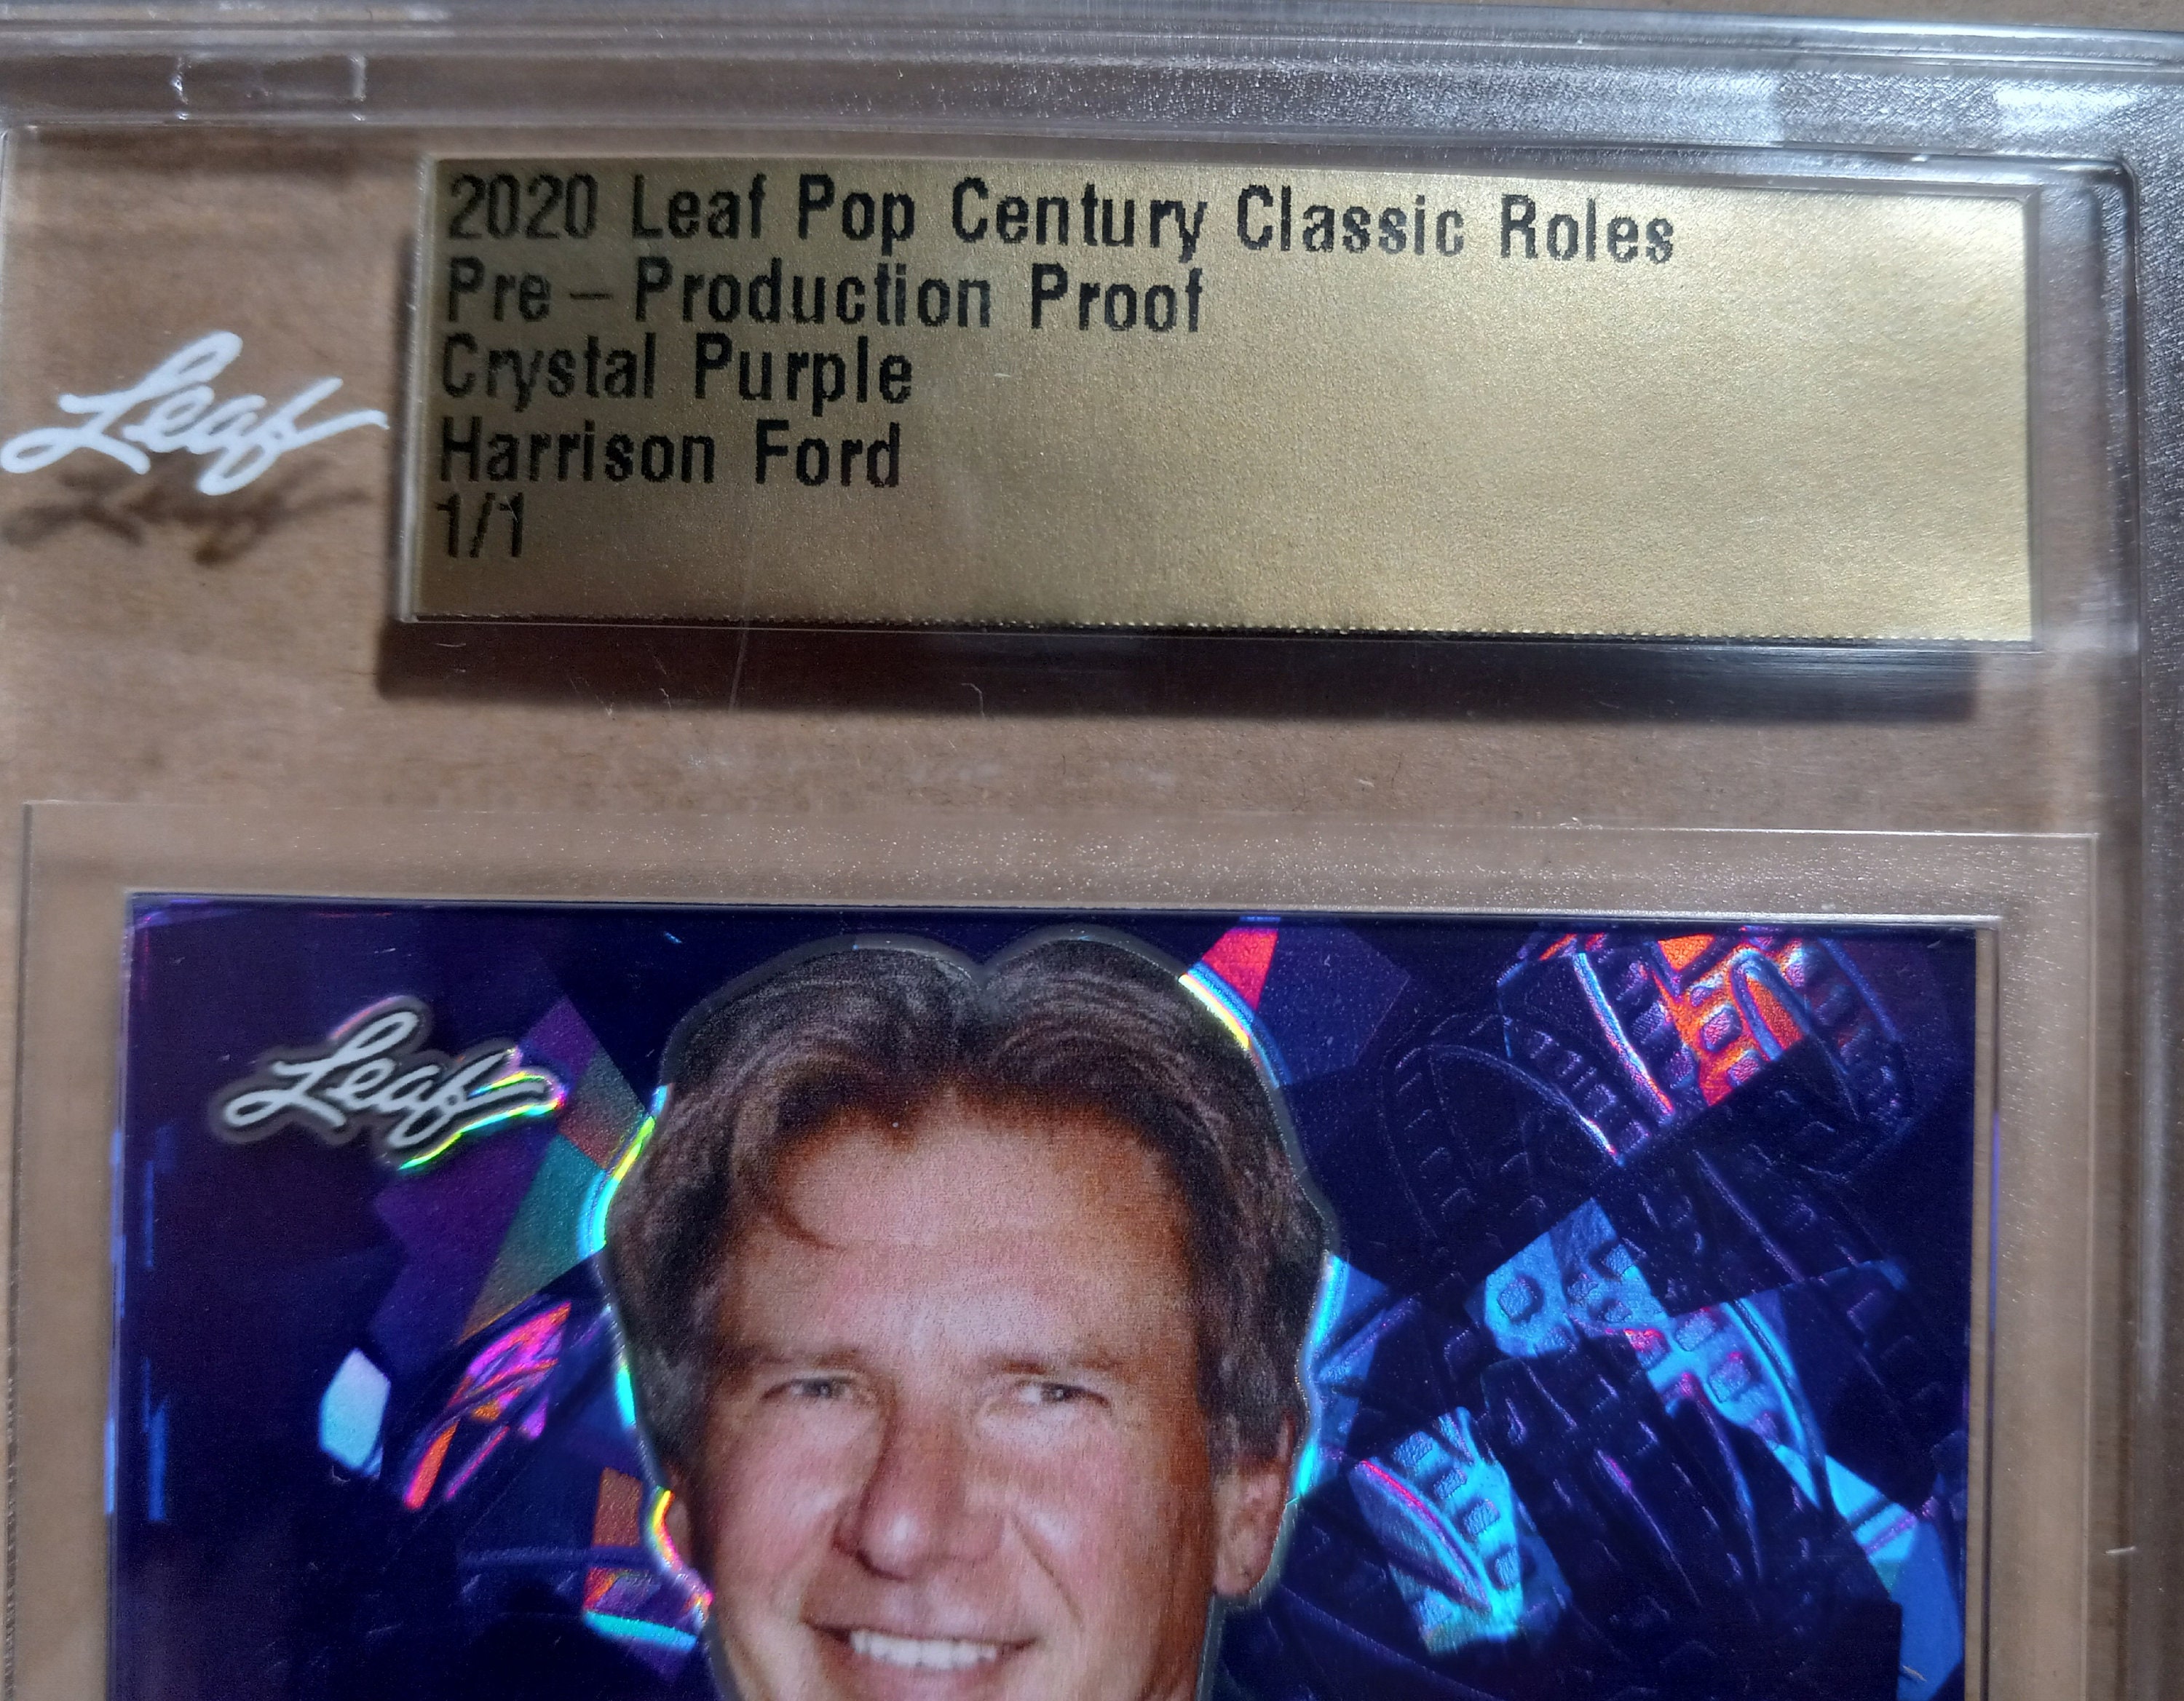 2020 Leaf Pop Century Classic Roles
Pre-Production Proof
Crystal Purple
Harrison Ford
1/1
Leaf
Leaf